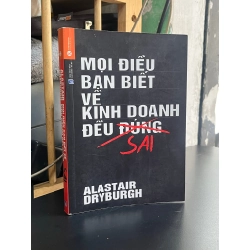 MỌI ĐIỀU
BẠN BIẾT
VỀ
KINH DOANH
ĐỀU ĐÚNG
SAI
ALASTAIR
DRYBURGH